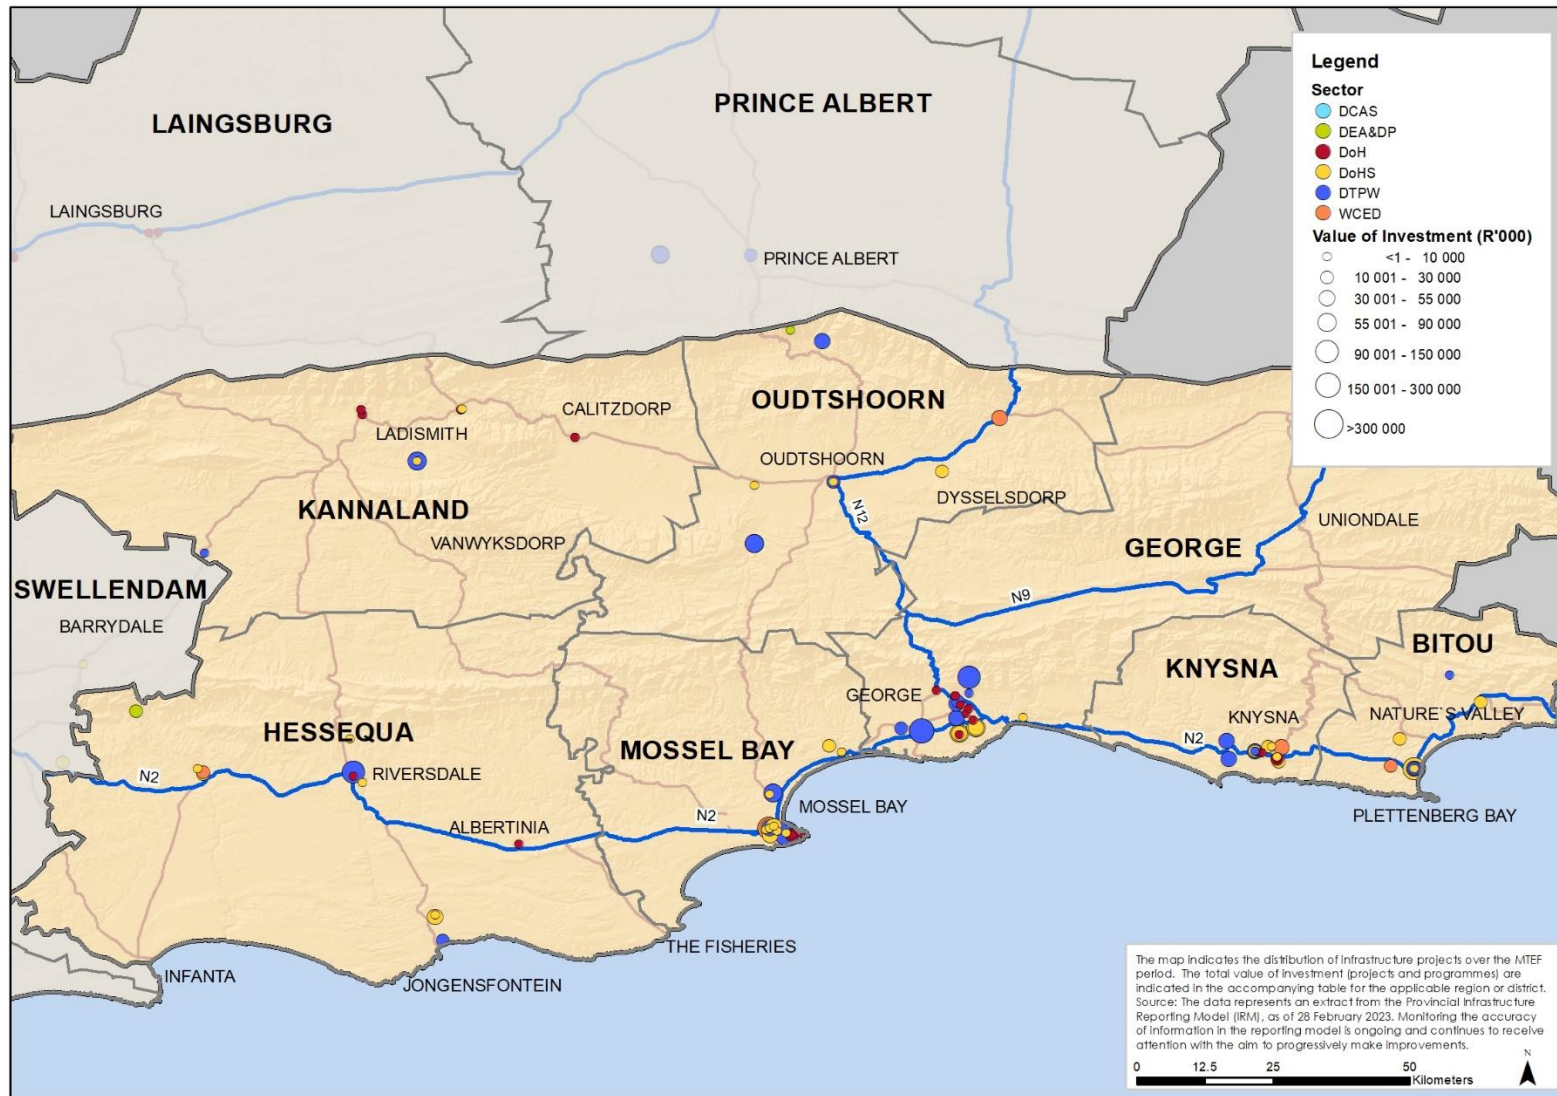 LAINGSBURG
PRINCE ALBERT
LAINGSBURG
PRINCE ALBERT
Legend
Sector
DCAS
DEA&DP
DoH
DoHS
DTPW
WCED
Value of Investment (R'000)
<1 - 10 000
10 001 - 30 000
30 001 - 55 000
55 001 - 90 000
90 001 - 150 000
150 001 - 300 000
>300 000
CALITZDORP
OUDTSHOORN
LADISMITH
OUDTSHOORN
DYSSELSDORP
KANNALAND
N12
UNIONDALE
VANWYKSDORP
GEORGE
SWELLENDAM
N9
BARRYDALE
BITOU
KNYSNA
GEORGE
HESSEQUA
KNYSNA
NATURE`S VALLEY
MOSSEL BAY
N2
N2
RIVERSDALE
MOSSEL BAY
PLETTENBERG BAY
ALBERTINIA
N2
THE FISHERIES
INFANTA
JONGENSFONTEIN
The map indicates the distribution of infrastructure projects over the MTEF
period. The total value of investment (projects and programmes) are
indicated in the accompanying table for the applicable region or district.
Source: The data represents an extract from the Provincial Infrastructure
Reporting Model (IRM), as of 28 February 2023. Monitoring the accuracy
of information in the reporting model is ongoing and continues to receive
attention with the aim to progressively make improvements.
N
0 12.5 25 50
Kilometers